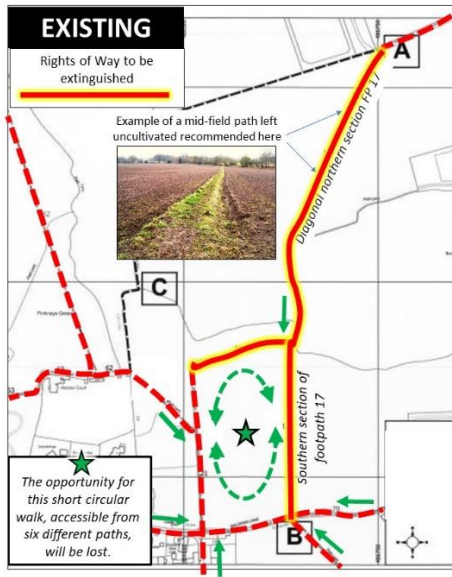 EXISTING
Rights of Way to be
extinguished
A
Example of a mid-field path left
uncultivated recommended here
Diagonal northern section FP 17
C
Southern section of
footpath 17
The opportunity for
this short circular
walk, accessible from
six different paths,
will be lost.
B